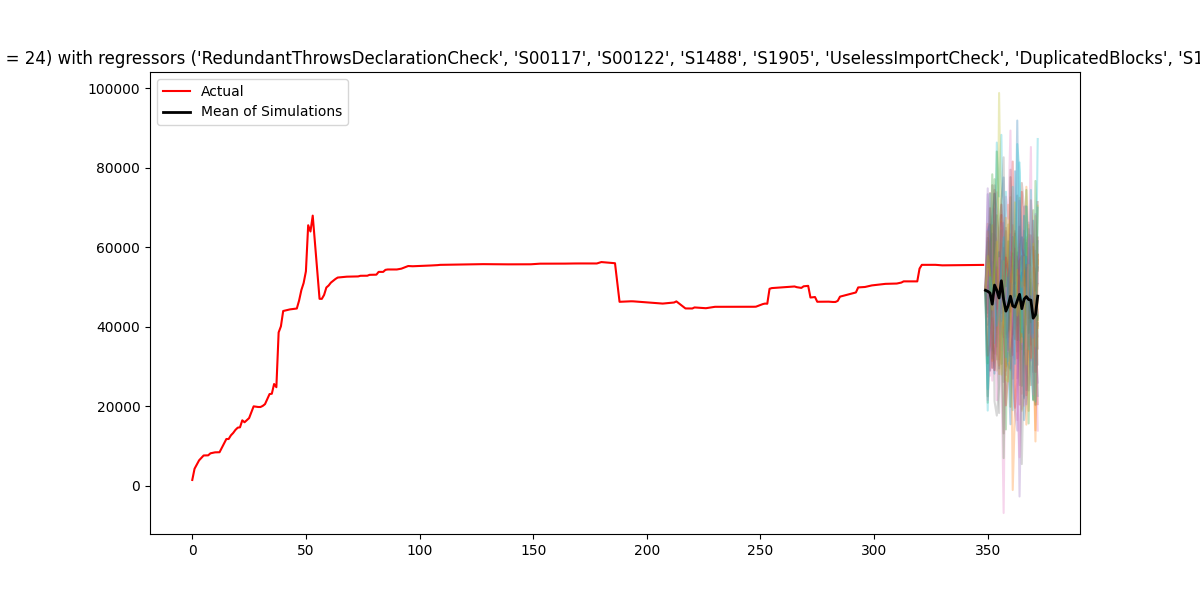 = 24) with regressors ('RedundantThrowsDeclarationCheck', 'S00117', 'S00122', 'S1488', 'S1905', 'UselessImportCheck', 'DuplicatedBlocks', 'S1
Actual
Mean of Simulations
100000
80000
60000
40000
20000
0
0 50 100 150 200 250 300 350